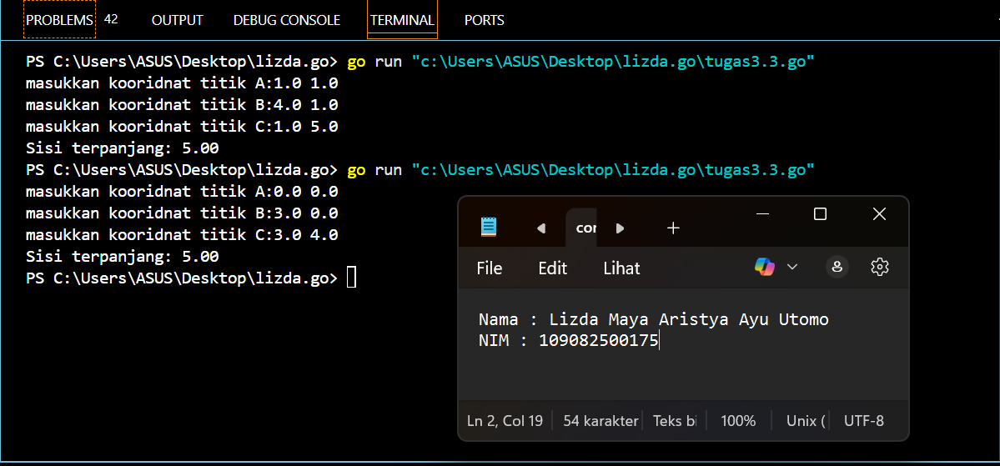 PROBLEMS 42 OUTPUT DEBUG CONSOLE TERMINAL PORTS
PS C:\Users\ASUS\Desktop\lizda.go> go run "c:\Users\ASUS\Desktop\lizda.go\tugas3.3.go"
masukkan kooridnat titik A:1.0 1.0
masukkan kooridnat titik B:4.0 1.0
masukkan kooridnat titik C:1.0 5.0
Sisi terpanjang: 5.00
PS C:\Users\ASUS\Desktop\lizda.go> go run "c:\Users\ASUS\Desktop\lizda.go\tugas3.3.go"
masukkan kooridnat titik A:0.0 0.0
masukkan kooridnat titik B:3.0 0.0
masukkan kooridnat titik C:3.0 4.0
Sisi terpanjang: 5.00
PS C:\Users\ASUS\Desktop\lizda.go>
File Edit Lihat
Nama : Lizda Maya Aristya Ayu Utomo
NIM : 109082500175
Ln 2, Col 19 54 karakter Teks bi 100% Unix ( UTF-8